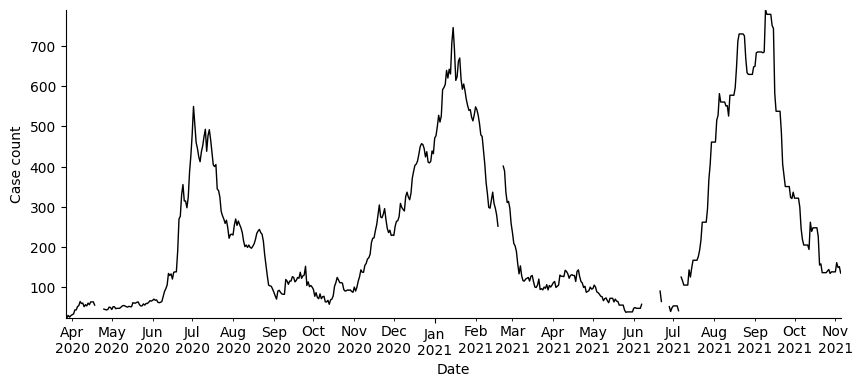 Case count
700
600
500
400
300
200
100
Apr May Jun Jul Aug Sep Oct Nov Dec Jan Feb Mar Apr May Jun Jul Aug Sep Oct Nov
2020 2020 2020 2020 2020 2020 2020 2020 2020 2021 2021 2021 2021 2021 2021 2021 2021 2021 2021 2021
Date